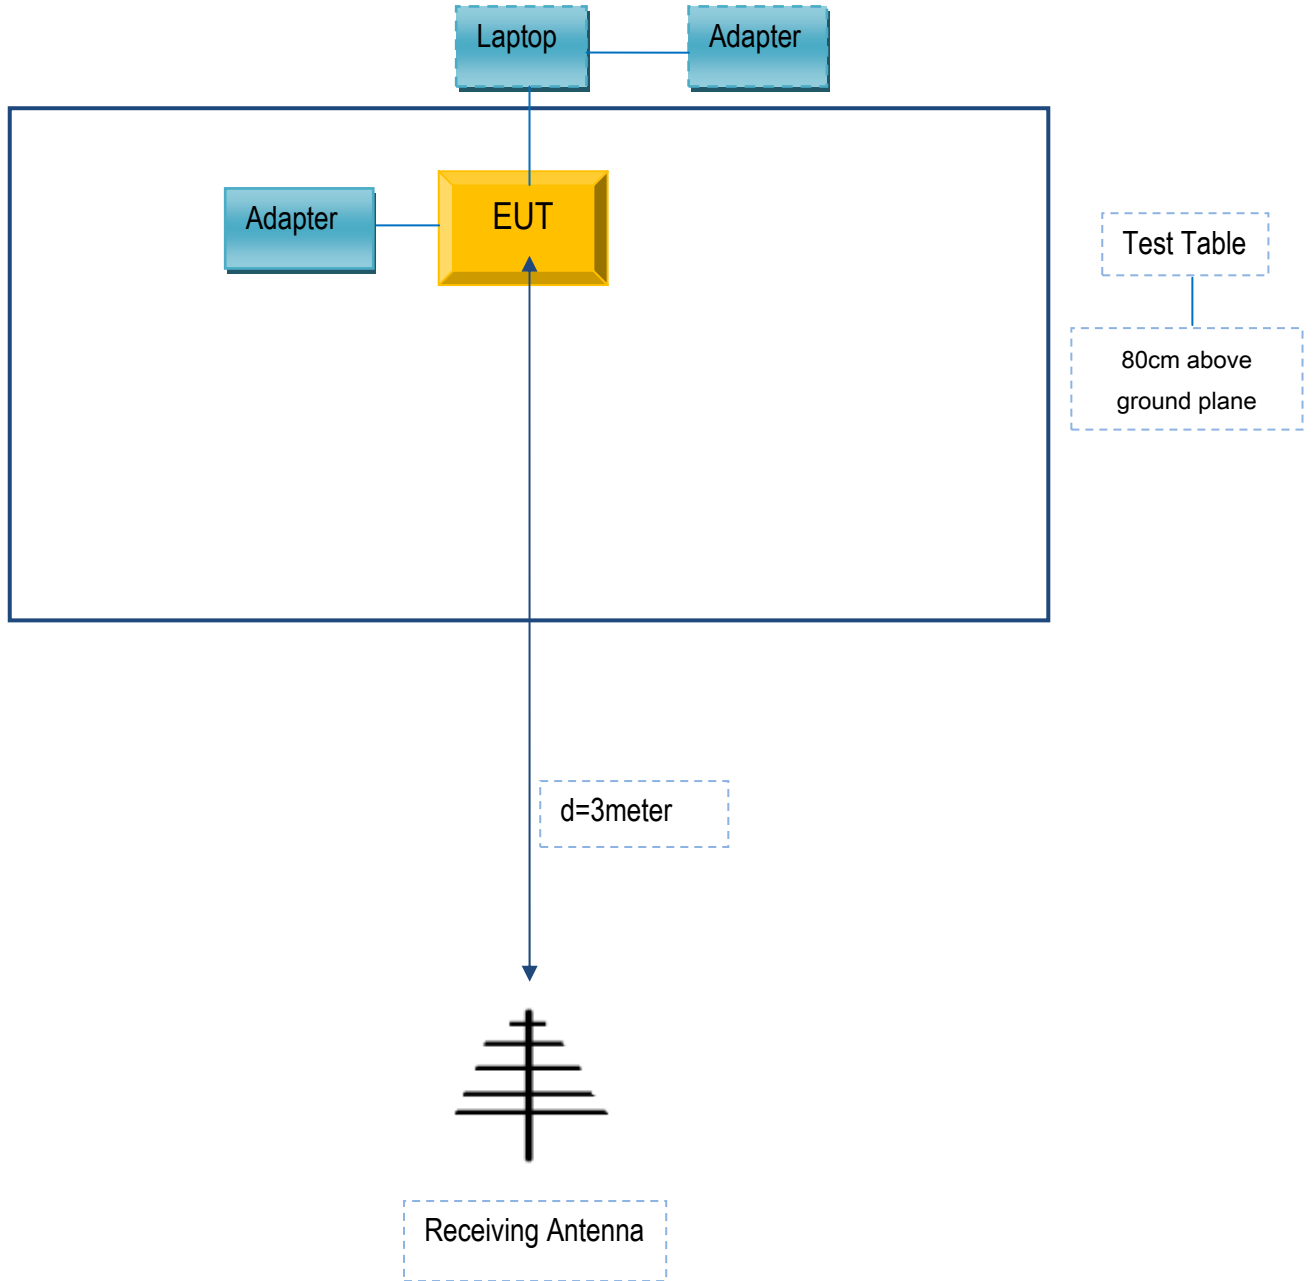 Laptop
Adapter
Adapter
EUT
Test Table
80cm above
ground plane
d=3meter
Receiving Antenna